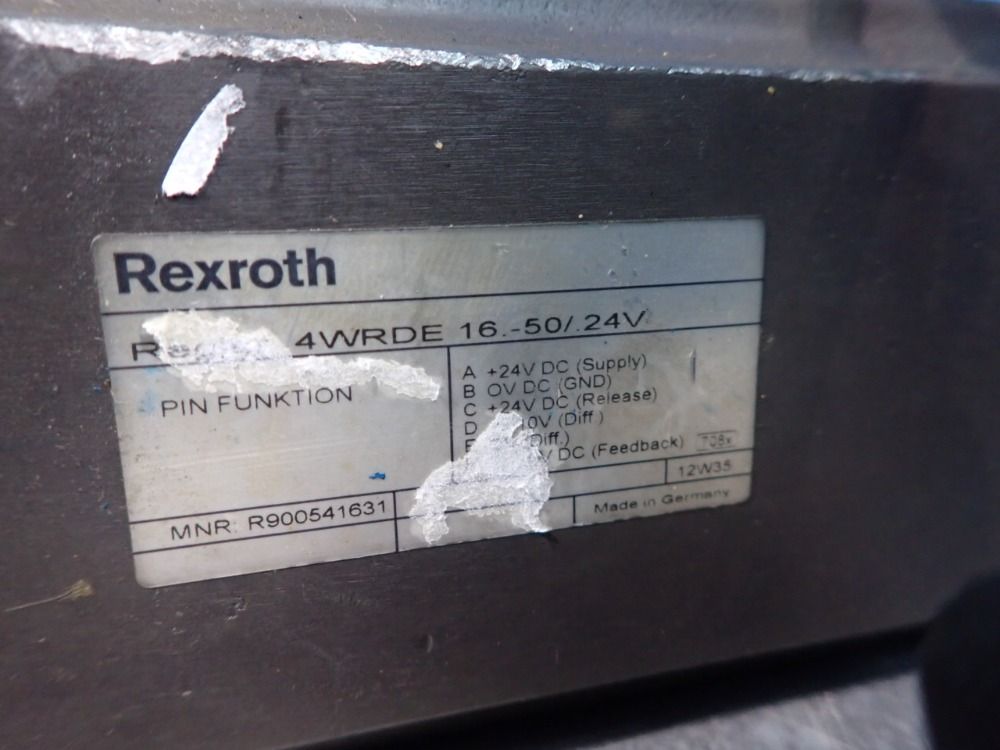 Rexroth
4WRDE 16.-50/.24V
PIN FUNKTION
A +24V DC (Supply)
B 0V DC (GND)
C +24V DC (Release)
D 10V (Diff )
Diff.)
DC (Feedback)
12W35
MNR: R900541631
Made in Germany